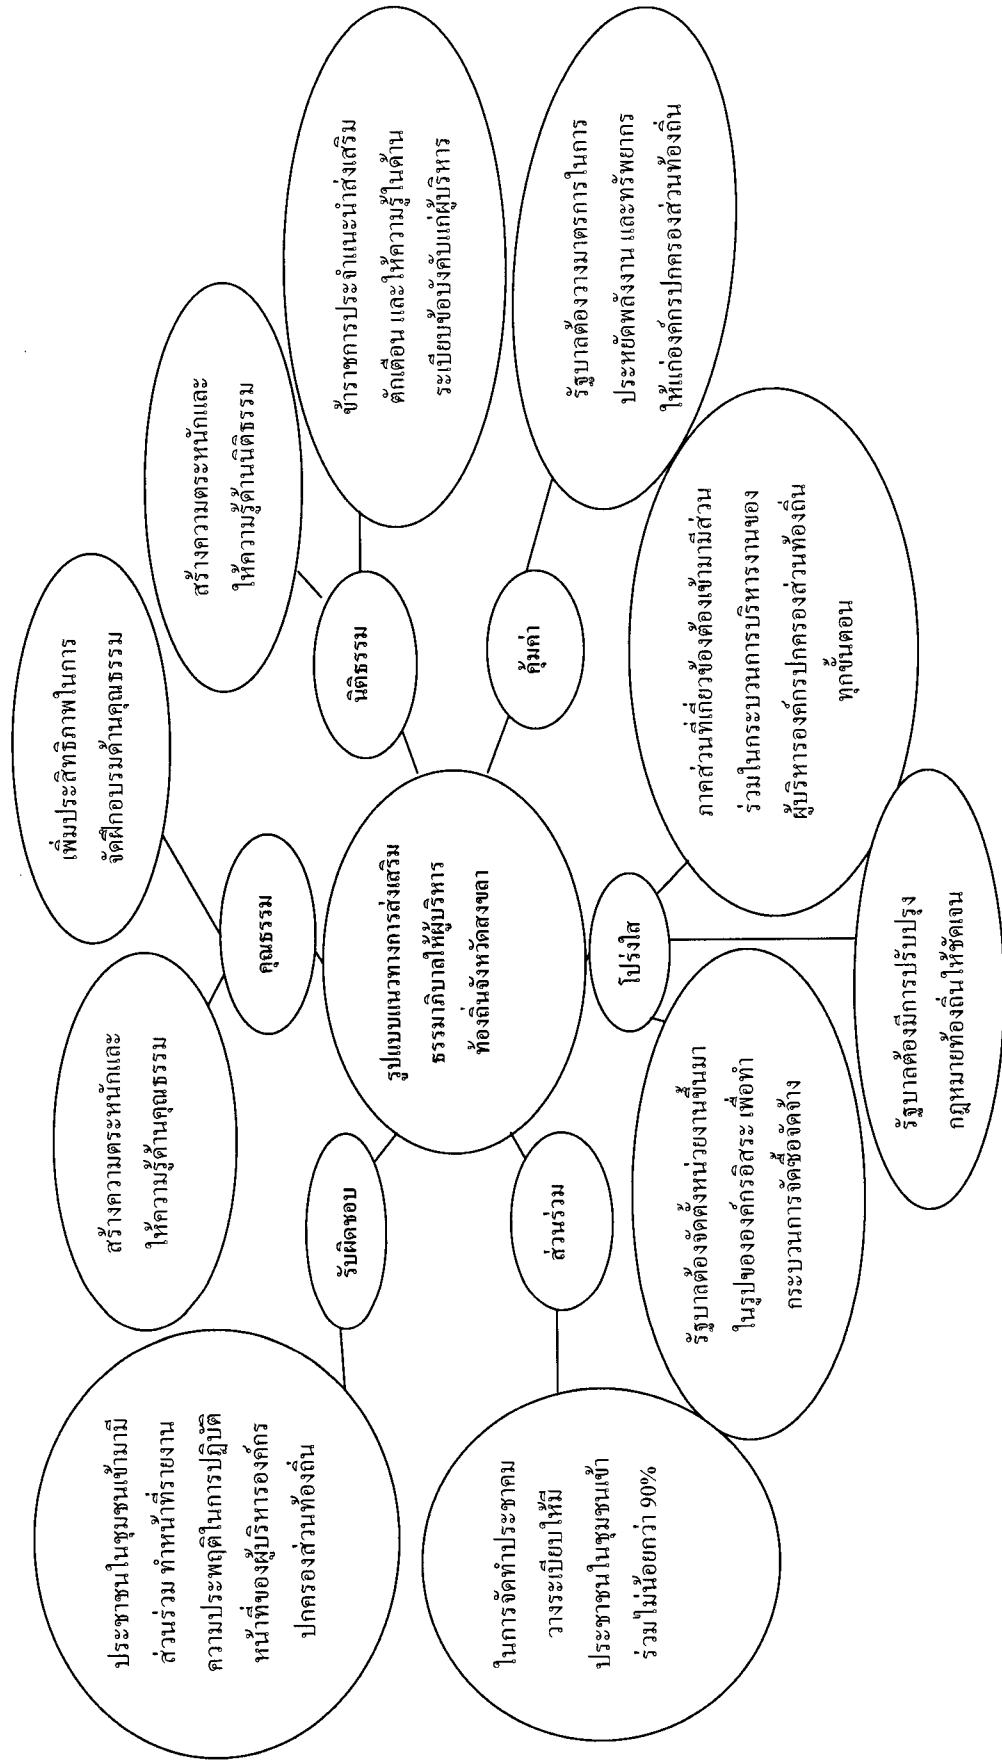 เพิ่มประสิทธิภาพในการ
จัดฝึกอบรมด้านคุณธรรม
สร้างความตระหนักและ
ให้ความรู้ด้านคุณธรรม
คุณธรรม
สร้างความตระหนักและ
ให้ความรู้ด้านนิติธรรม
ข้าราชการประจำแนะนำส่งเสริม
ตักเตือน และให้ความรู้ในด้าน
ระเบียบข้อบังคับแก่ผู้บริหาร
นิติธรรม
ประชาชนในชุมชนเข้ามามี
ส่วนร่วม ทำหน้าที่รายงาน
ความประพฤติในการปฏิบัติ
หน้าที่ของผู้บริหารองค์กร
ปกครองส่วนท้องถิ่น
รับผิดชอบ
รูปแบบแนวทางการส่งเสริม
ธรรมาภิบาลให้ผู้บริหาร
ท้องถิ่นจังหวัดสงขลา
คุ้มค่า
รัฐบาลต้องวางมาตรการในการ
ประหยัดพลังงาน และทรัพยากร
ให้แก่องค์กรปกครองส่วนท้องถิ่น
ส่วนร่วม
ในการจัดทำประชาคม
วางระเบียบให้มี
ประชาชนในชุมชนเข้า
ร่วมไม่น้อยกว่า 90%
โปร่งใส
รัฐบาลต้องจัดตั้งหน่วยงานขึ้นมา
ในรูปขององค์กรอิสระ เพื่อทำ
กระบวนการจัดซื้อจัดจ้าง
ภาคส่วนที่เกี่ยวข้องต้องเข้ามามีส่วน
ร่วมในกระบวนการบริหารงานของ
ผู้บริหารองค์กรปกครองส่วนท้องถิ่น
ทุกขั้นตอน
รัฐบาลต้องมีการปรับปรุง
กฎหมายท้องถิ่นให้ชัดเจน